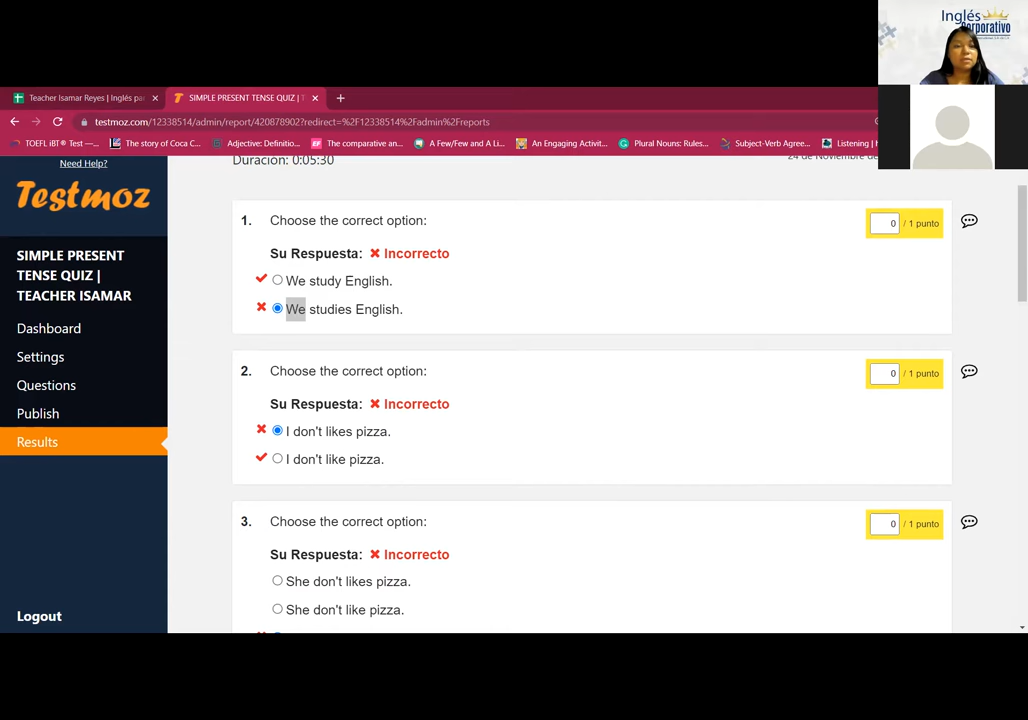 Inglés
Corporativo
Teacher Isamar Reyes | Inglés pa
SIMPLE PRESENT TENSE QUIZ | T
testmoz.com/12338514/admin/report/420878902?redirect=%2F12338514%2Fadmin%2Freports
TOEFL iBT® Test —...
The story of Coca C...
Adjective: Definitio...
The comparative an...
A Few/Few and A Li...
An Engaging Activit...
Plural Nouns: Rules...
Subject-Verb Agree...
Listening |
Need Help?
Duración: 0:05:30
24 de Noviembre de
Testmoz
SIMPLE PRESENT
TENSE QUIZ |
TEACHER ISAMAR
Dashboard
Settings
Questions
Publish
Results
Logout
1. Choose the correct option:
0 / 1 punto
Su Respuesta: ✖ Incorrecto
We study English.
We studies English.
2. Choose the correct option:
0 / 1 punto
Su Respuesta: ✖ Incorrecto
I don't likes pizza.
I don't like pizza.
3. Choose the correct option:
0 / 1 punto
Su Respuesta: ✖ Incorrecto
She don't likes pizza.
She don't like pizza.